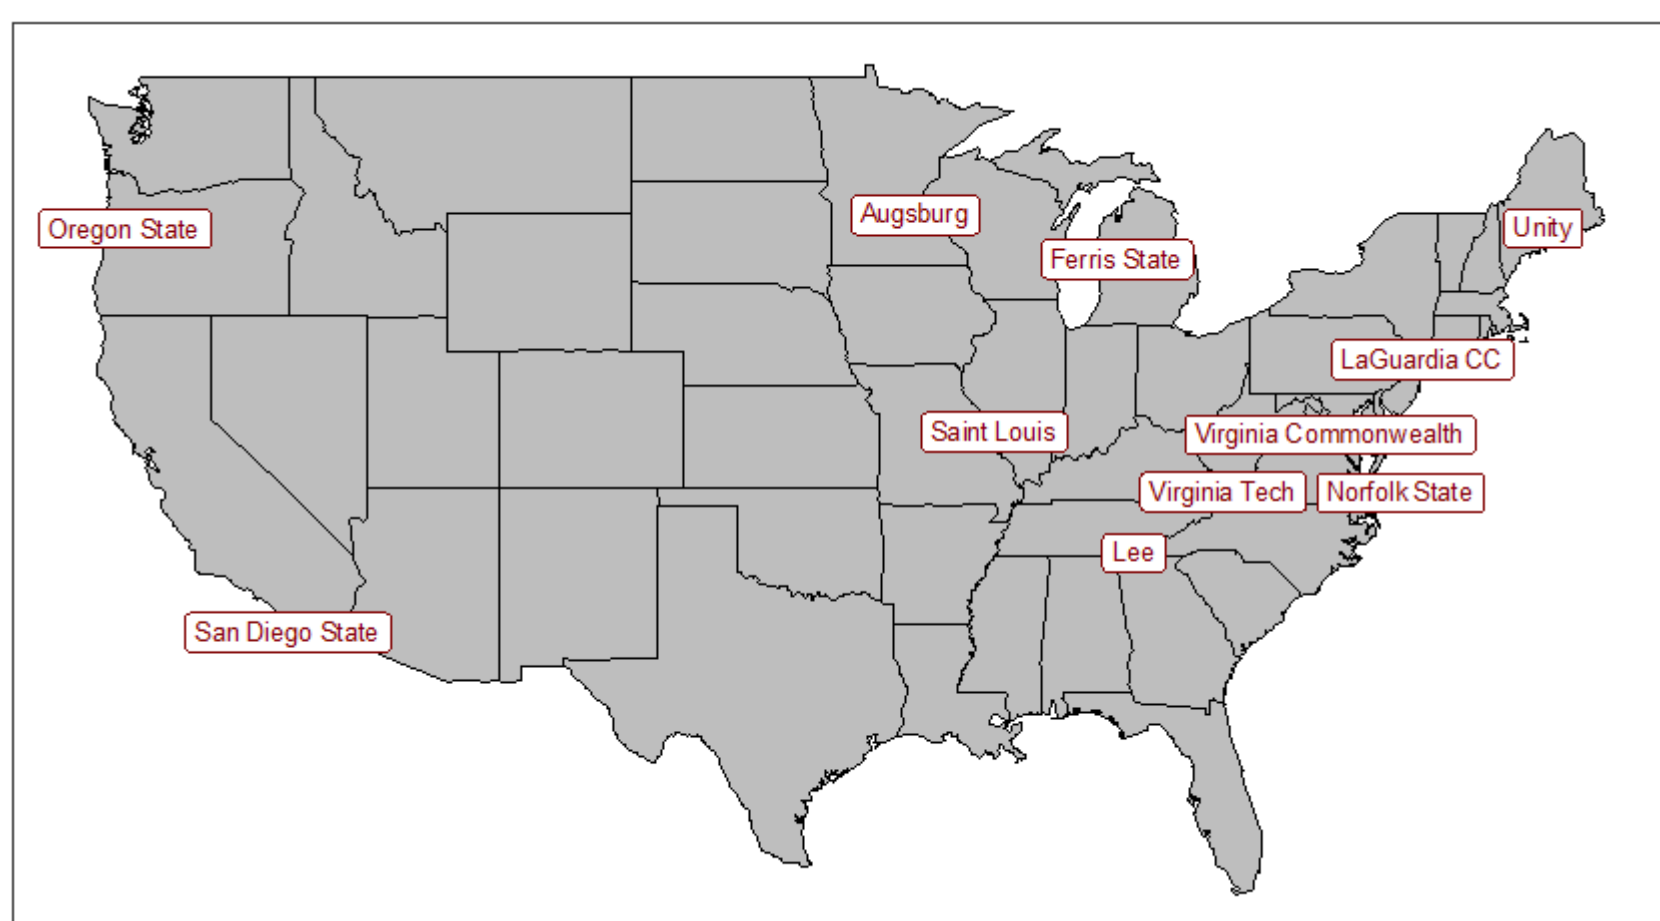 Augsburg
Oregon State
Unity
Ferris State
LaGuardia CC
Saint Louis
Virginia Commonwealth
Virginia Tech
Norfolk State
Lee
San Diego State